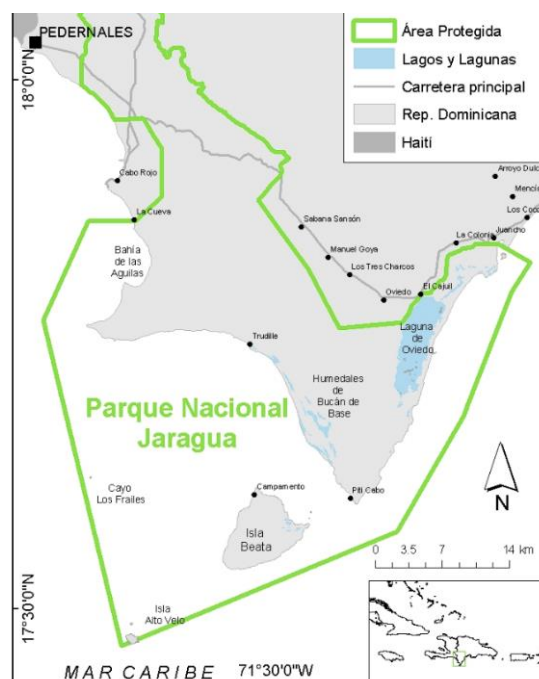 PEDERNALES
18°0'0"N
Área Protegida
Lagos y Lagunas
Carretera principal
Rep. Dominicana
Haití
Arroyo Dulce
Mencía
Los Cocos
Cabo Rojo
La Cueva
Sabana Sansón
La Colonia
Juancho
Bahía
de las
Aguilas
Manuel Goya
Los Tres Charcos
Oviedo
El Cajuil
Laguna
de
Oviedo
Trudille
Humedales
de
Bucán de
Base
Parque Nacional
Jaragua
Cayo
Los Frailes
Campamento
Piti Cabo
Isla
Beata
N
0 3.5 7 14 km
17°30'0"N
Isla
Alto Velo
MAR CARIBE
71°30'0"W